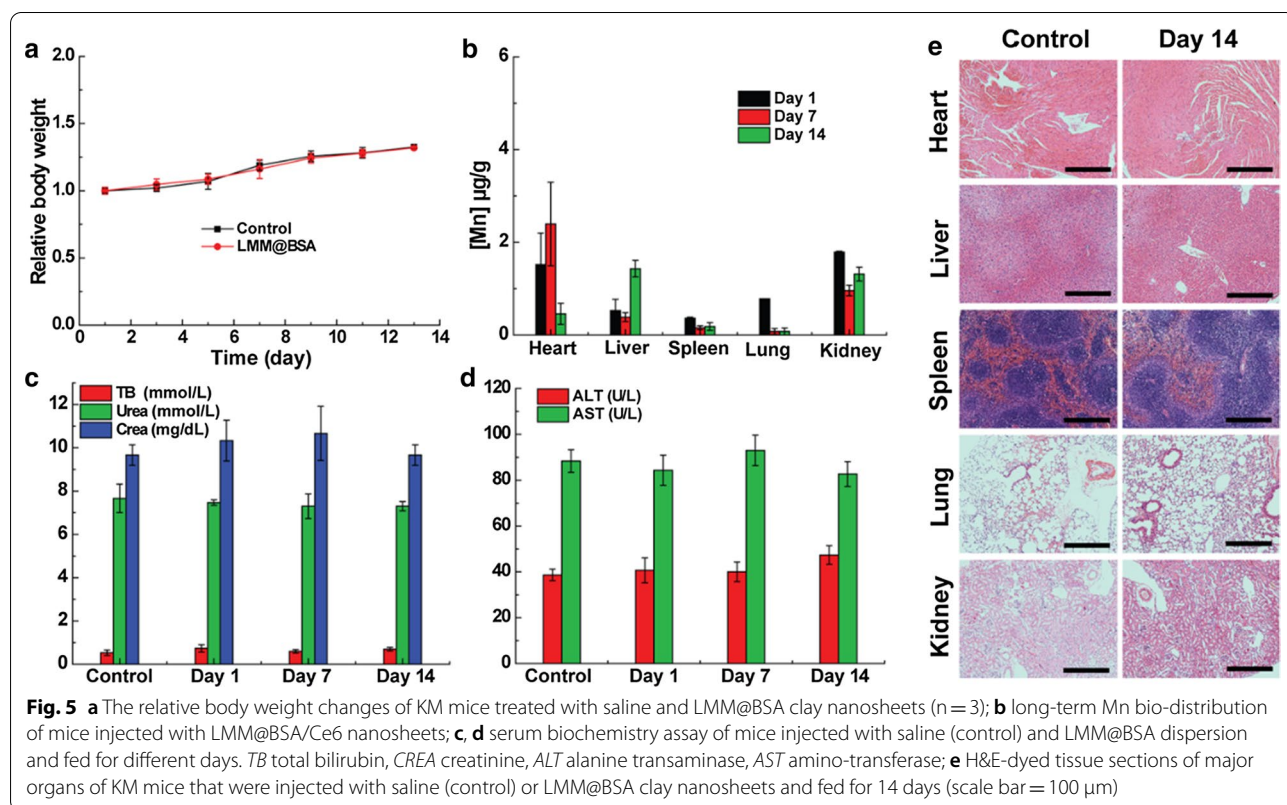 a
2.0
1.5
1.0
0.5
0.0
Relative body weight
Control
LMM@BSA
0 2 4 6 8 10 12 14
Time (day)
b
6
4
2
0
[Mn] µg/g
Day 1
Day 7
Day 14
Heart Liver Spleen Lung Kidney
c
TB (mmol/L)
Urea (mmol/L)
Crea (mg/dL)
12
10
8
6
4
2
0
Control Day 1 Day 7 Day 14
d
120
100
80
60
40
20
0
ALT (U/L)
AST (U/L)
Control Day 1 Day 7 Day 14
e
Control Day 14
Heart
Liver
Spleen
Lung
Kidney
Fig. 5 a The relative body weight changes of KM mice treated with saline and LMM@BSA clay nanosheets (n = 3); b long-term Mn bio-distribution
of mice injected with LMM@BSA/Ce6 nanosheets; c, d serum biochemistry assay of mice injected with saline (control) and LMM@BSA dispersion
and fed for different days. TB total bilirubin, CREA creatinine, ALT alanine transaminase, AST amino-transferase; e H&E-dyed tissue sections of major
organs of KM mice that were injected with saline (control) or LMM@BSA clay nanosheets and fed for 14 days (scale bar = 100 µm)